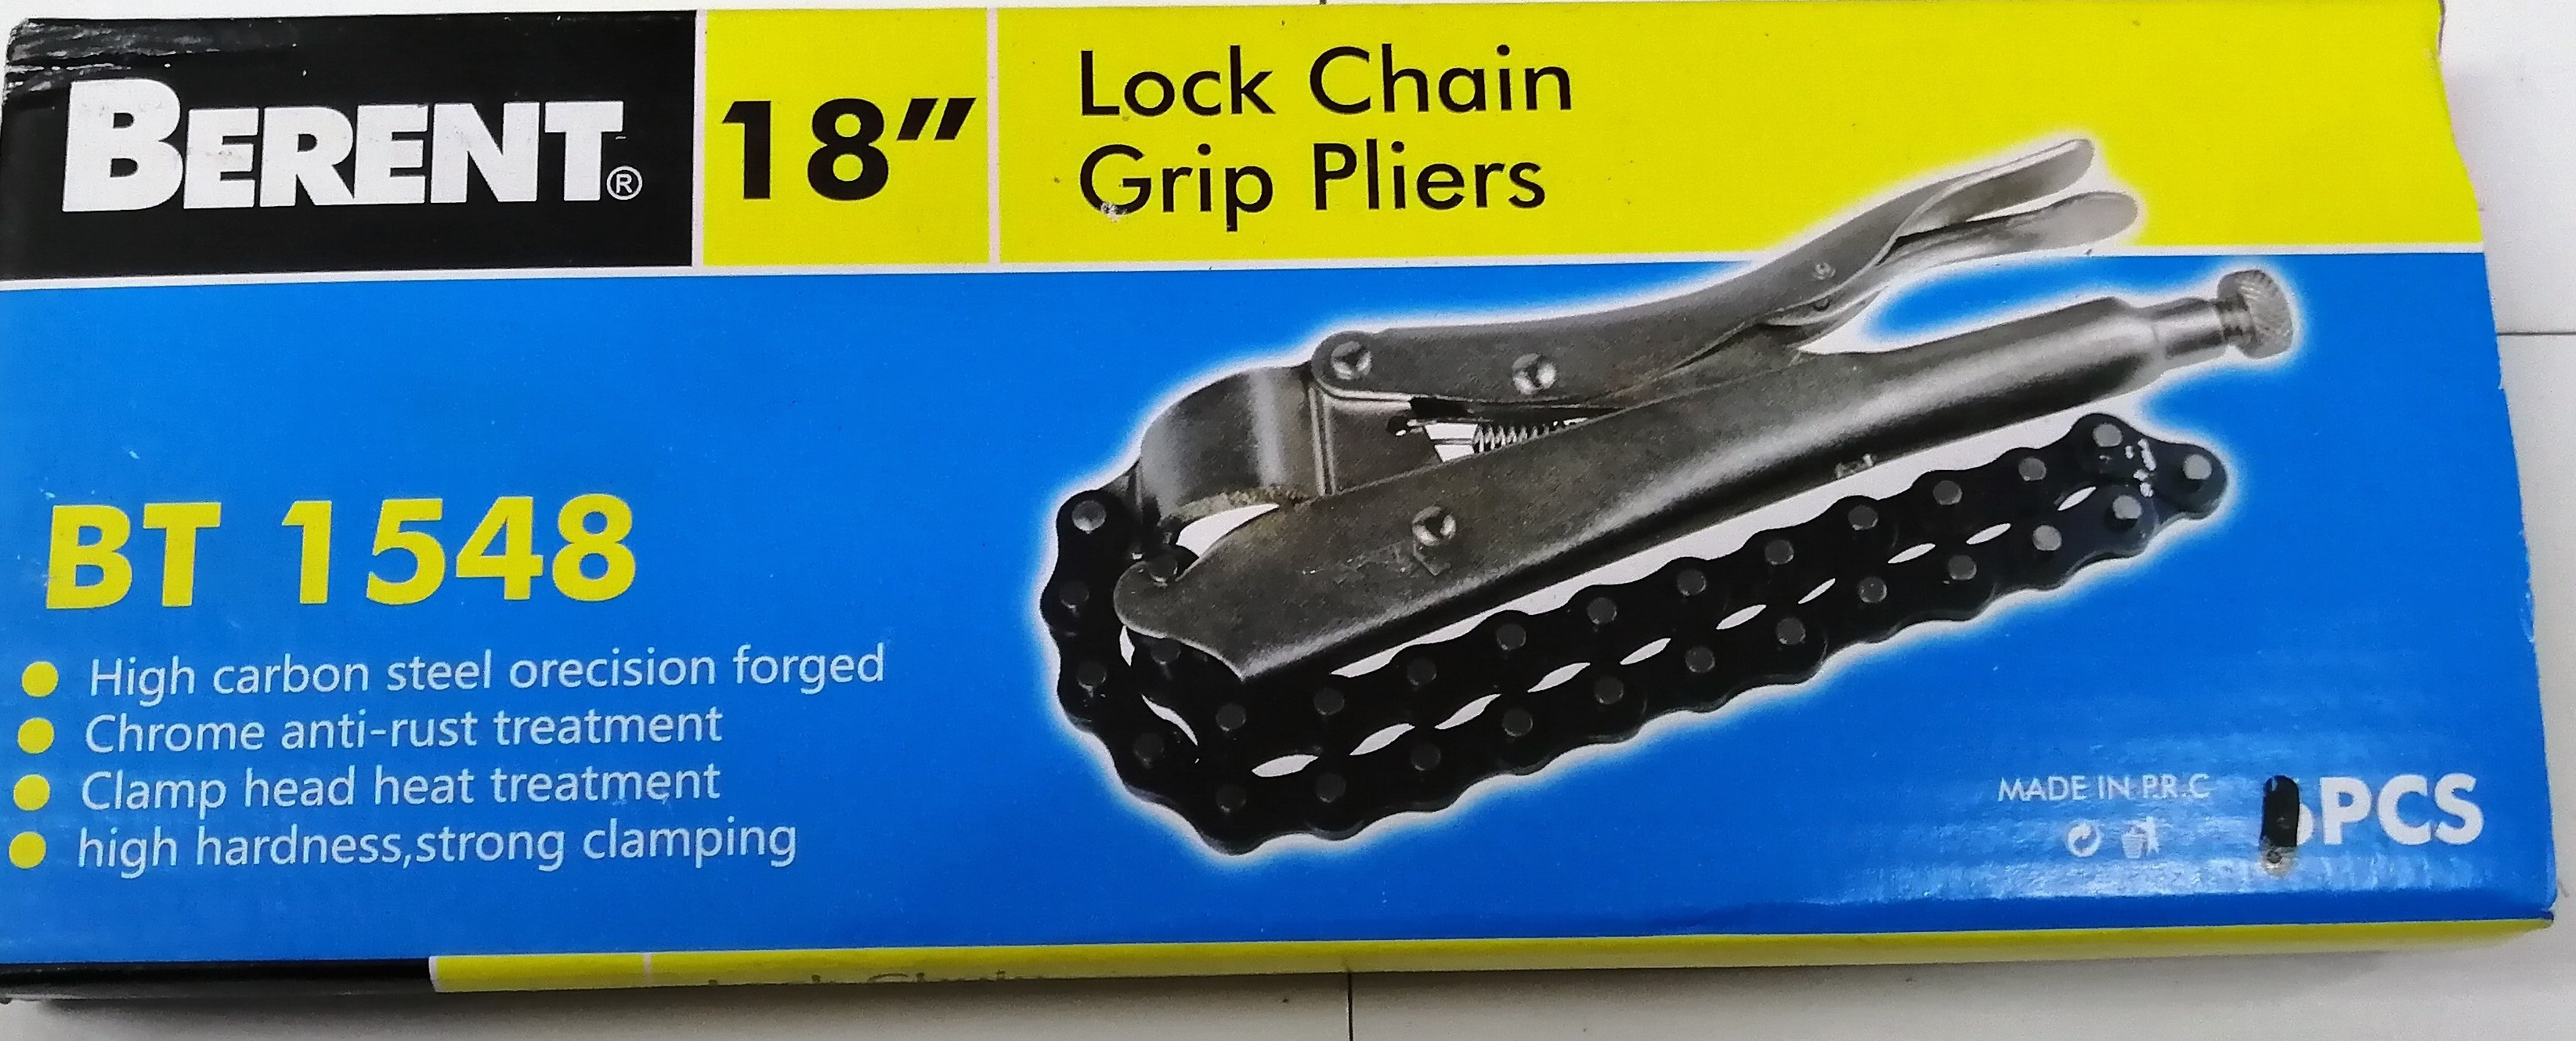 BERENT®
18"
Lock Chain
Grip Pliers
BT 1548
High carbon steel orecision forged
Chrome anti-rust treatment
Clamp head heat treatment
high hardness,strong clamping
MADE IN P.R.C
PCS